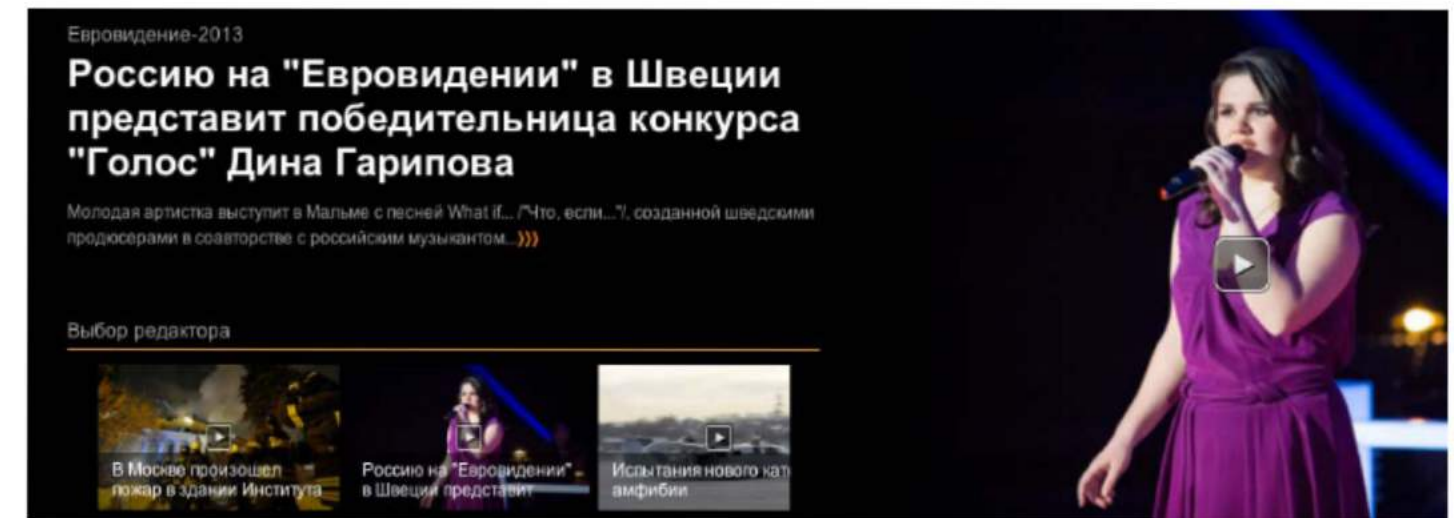 Евровидение-2013
Россию на "Евровидении" в Швеции
представит победительница конкурса
"Голос" Дина Гарипова
Молодая артистка выступит в Мальме с песней What if... /"Что, если..."/, созданной шведскими
продюсерами в соавторстве с российским музыкантом...)))
Выбор редактора
В Москве произошел
пожар в здании Института
Россию на "Евровидении"
в Швеции представит
Испытания нового кат
амфибии